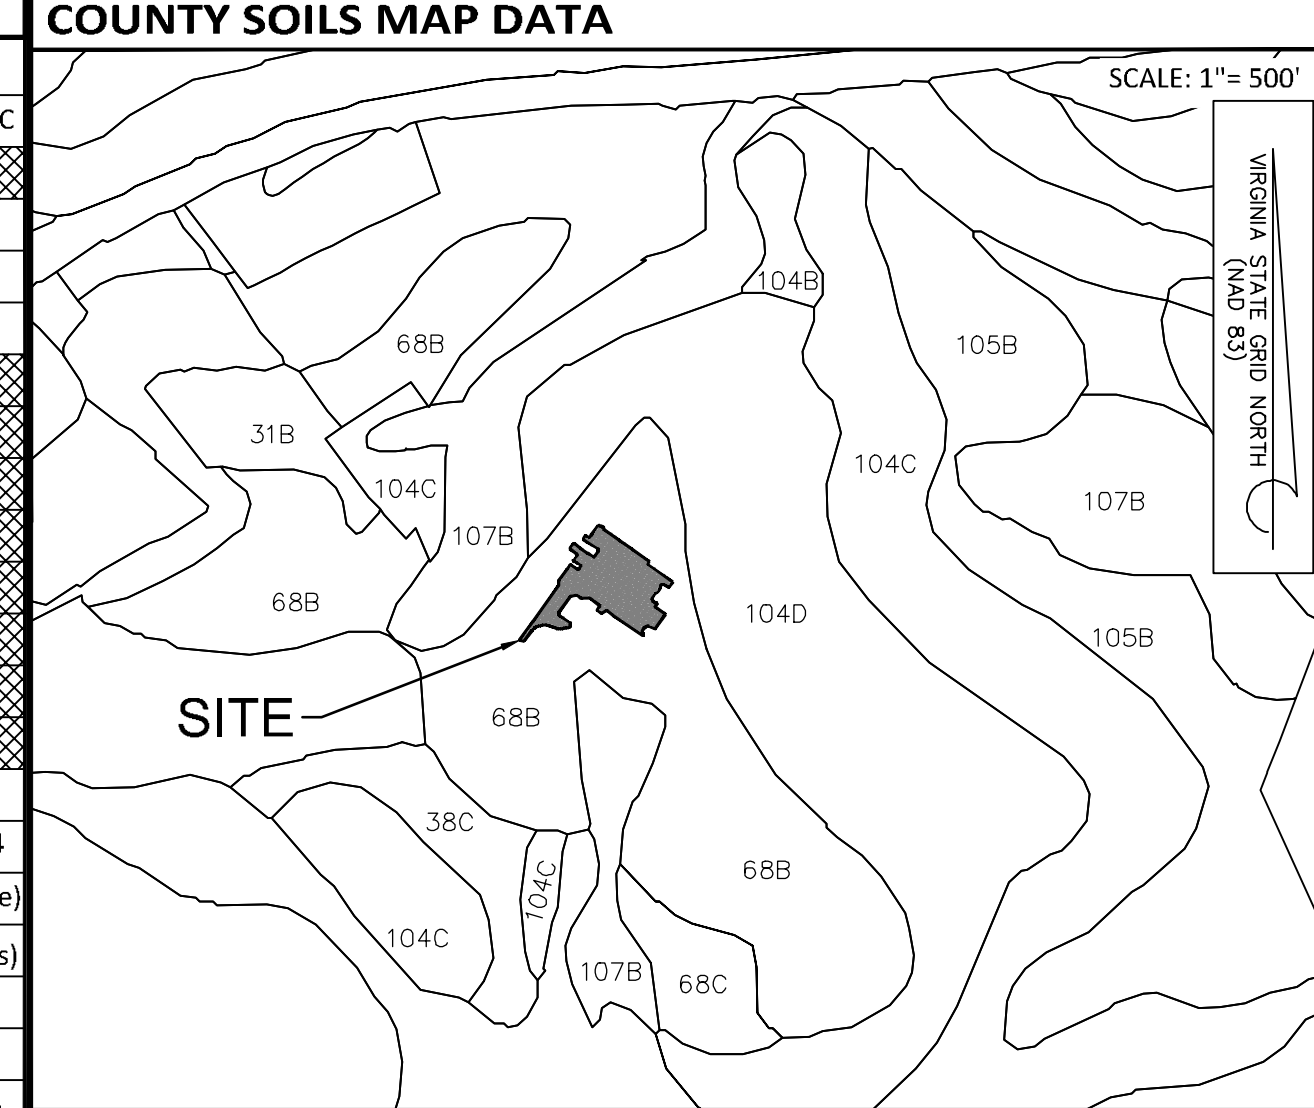 COUNTY SOILS MAP DATA
SCALE: 1"= 500'
VIRGINIA STATE GRID NORTH
(NAD 83)
C
104B
68B
105B
31B
104C
104C
107B
107B
68B
104D
105B
SITE
68B
38C
4
68B
104C
e)
104C
s)
107B
68C